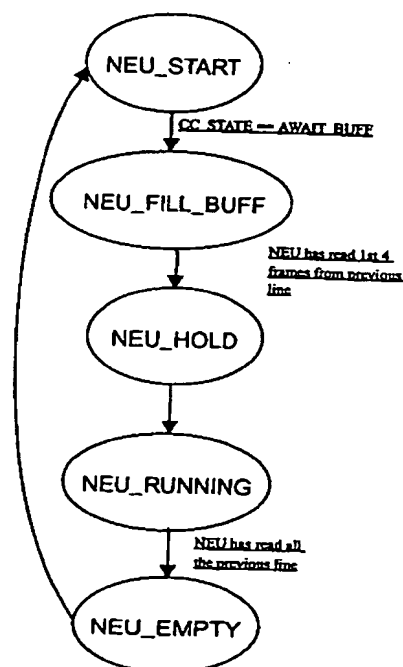 NEU_START
CC_STATE == AWAIT_BUFF
NEU_FILL_BUFF
NEU has read 1st 4
frames from previous
line
NEU_HOLD
NEU_RUNNING
NEU has read all
the previous line
NEU_EMPTY